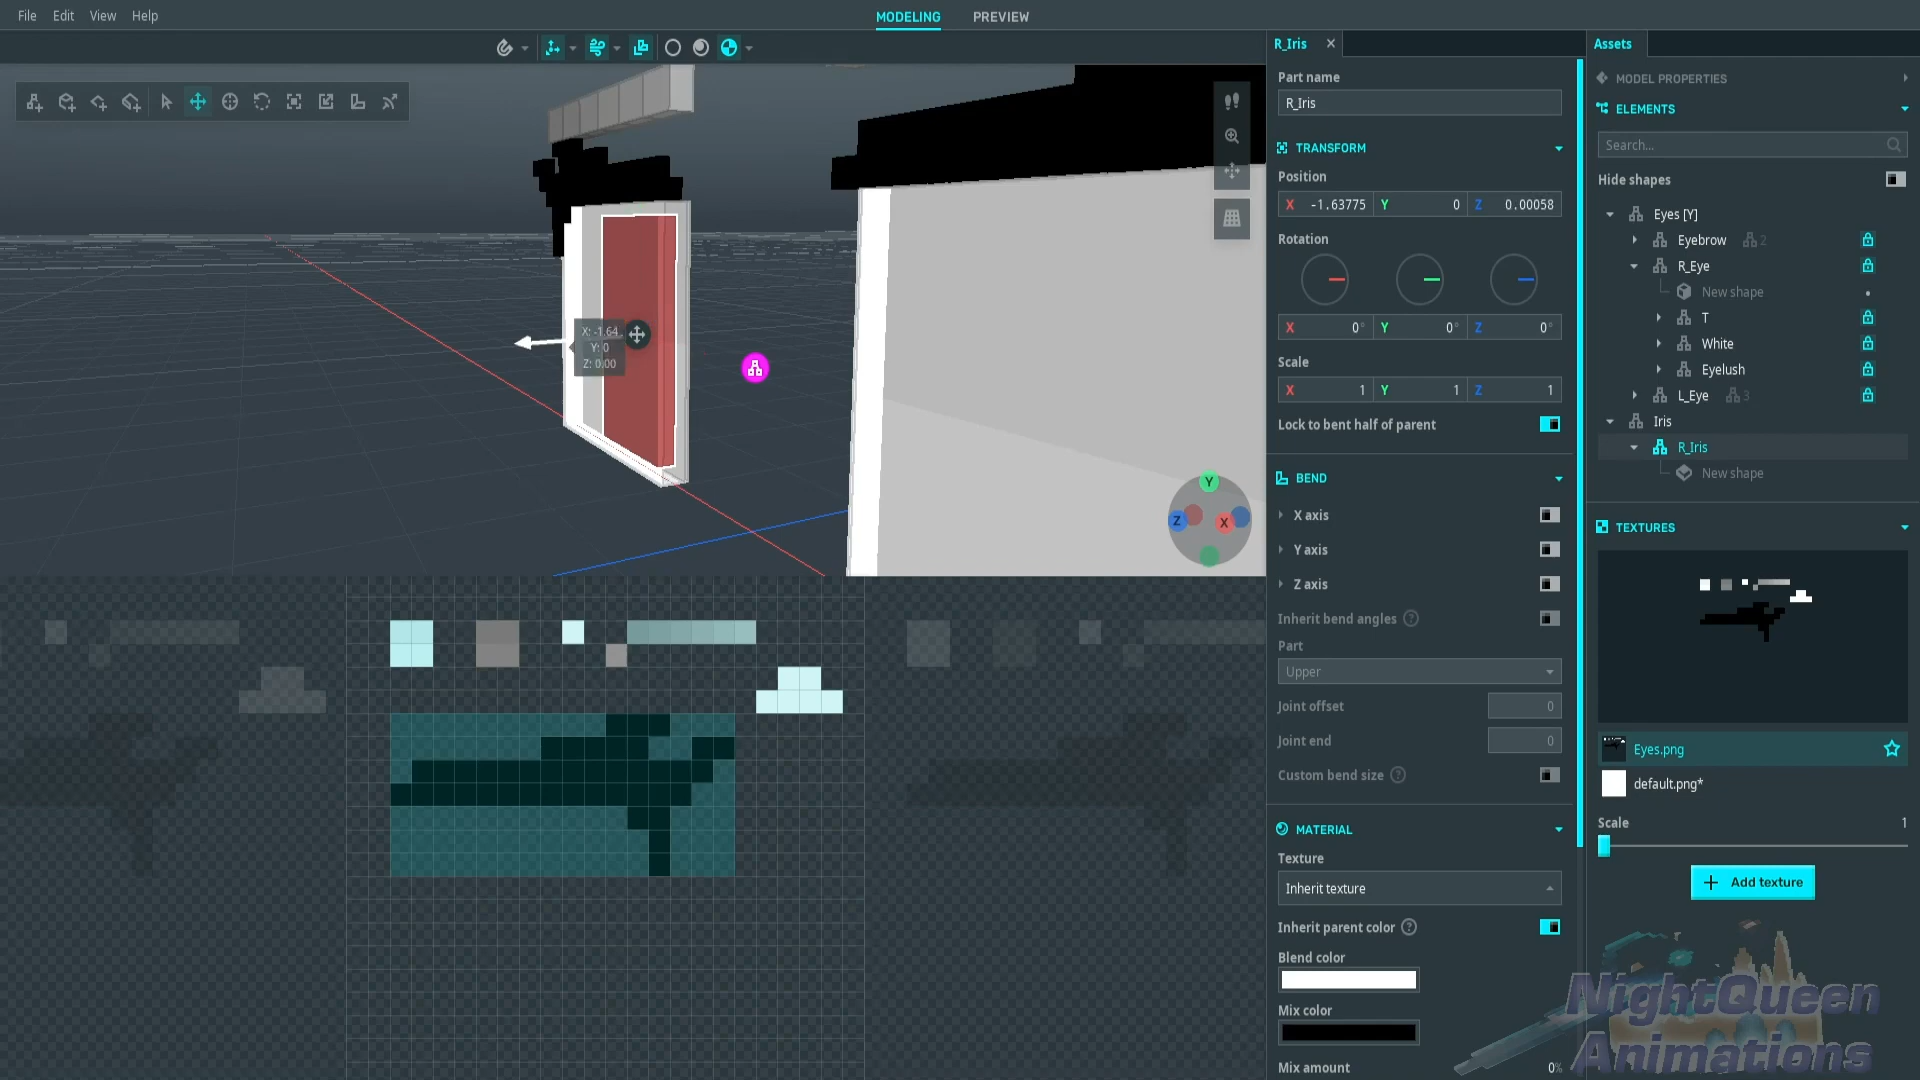 File Edit View Help
MODELING PREVIEW
R_Iris
Assets
Part name
R_Iris
TRANSFORM
Position
X -1.63775 Y 0 Z 0.00058
Rotation
X 0° Y 0° Z 0°
Scale
X 1 Y 1 Z 1
Lock to bent half of parent
BEND
X axis
Y axis
Z axis
Inherit bend angles ?
Part
Upper
Joint offset 0
Joint end 0
Custom bend size ?
MATERIAL
Texture
Inherit texture
Inherit parent color ?
Blend color
Mix color
Mix amount 0%
MODEL PROPERTIES
ELEMENTS
Search...
Hide shapes
Eyes [Y]
Eyebrow 2
R_Eye
New shape
T
White
Eyelush
L_Eye 3
Iris
R_Iris
New shape
TEXTURES
Eyes.png
default.png*
Scale 1
Add texture
X: -1.64
Y: 0
Z: 0.00
Y
Z X
NightQueen
Animations